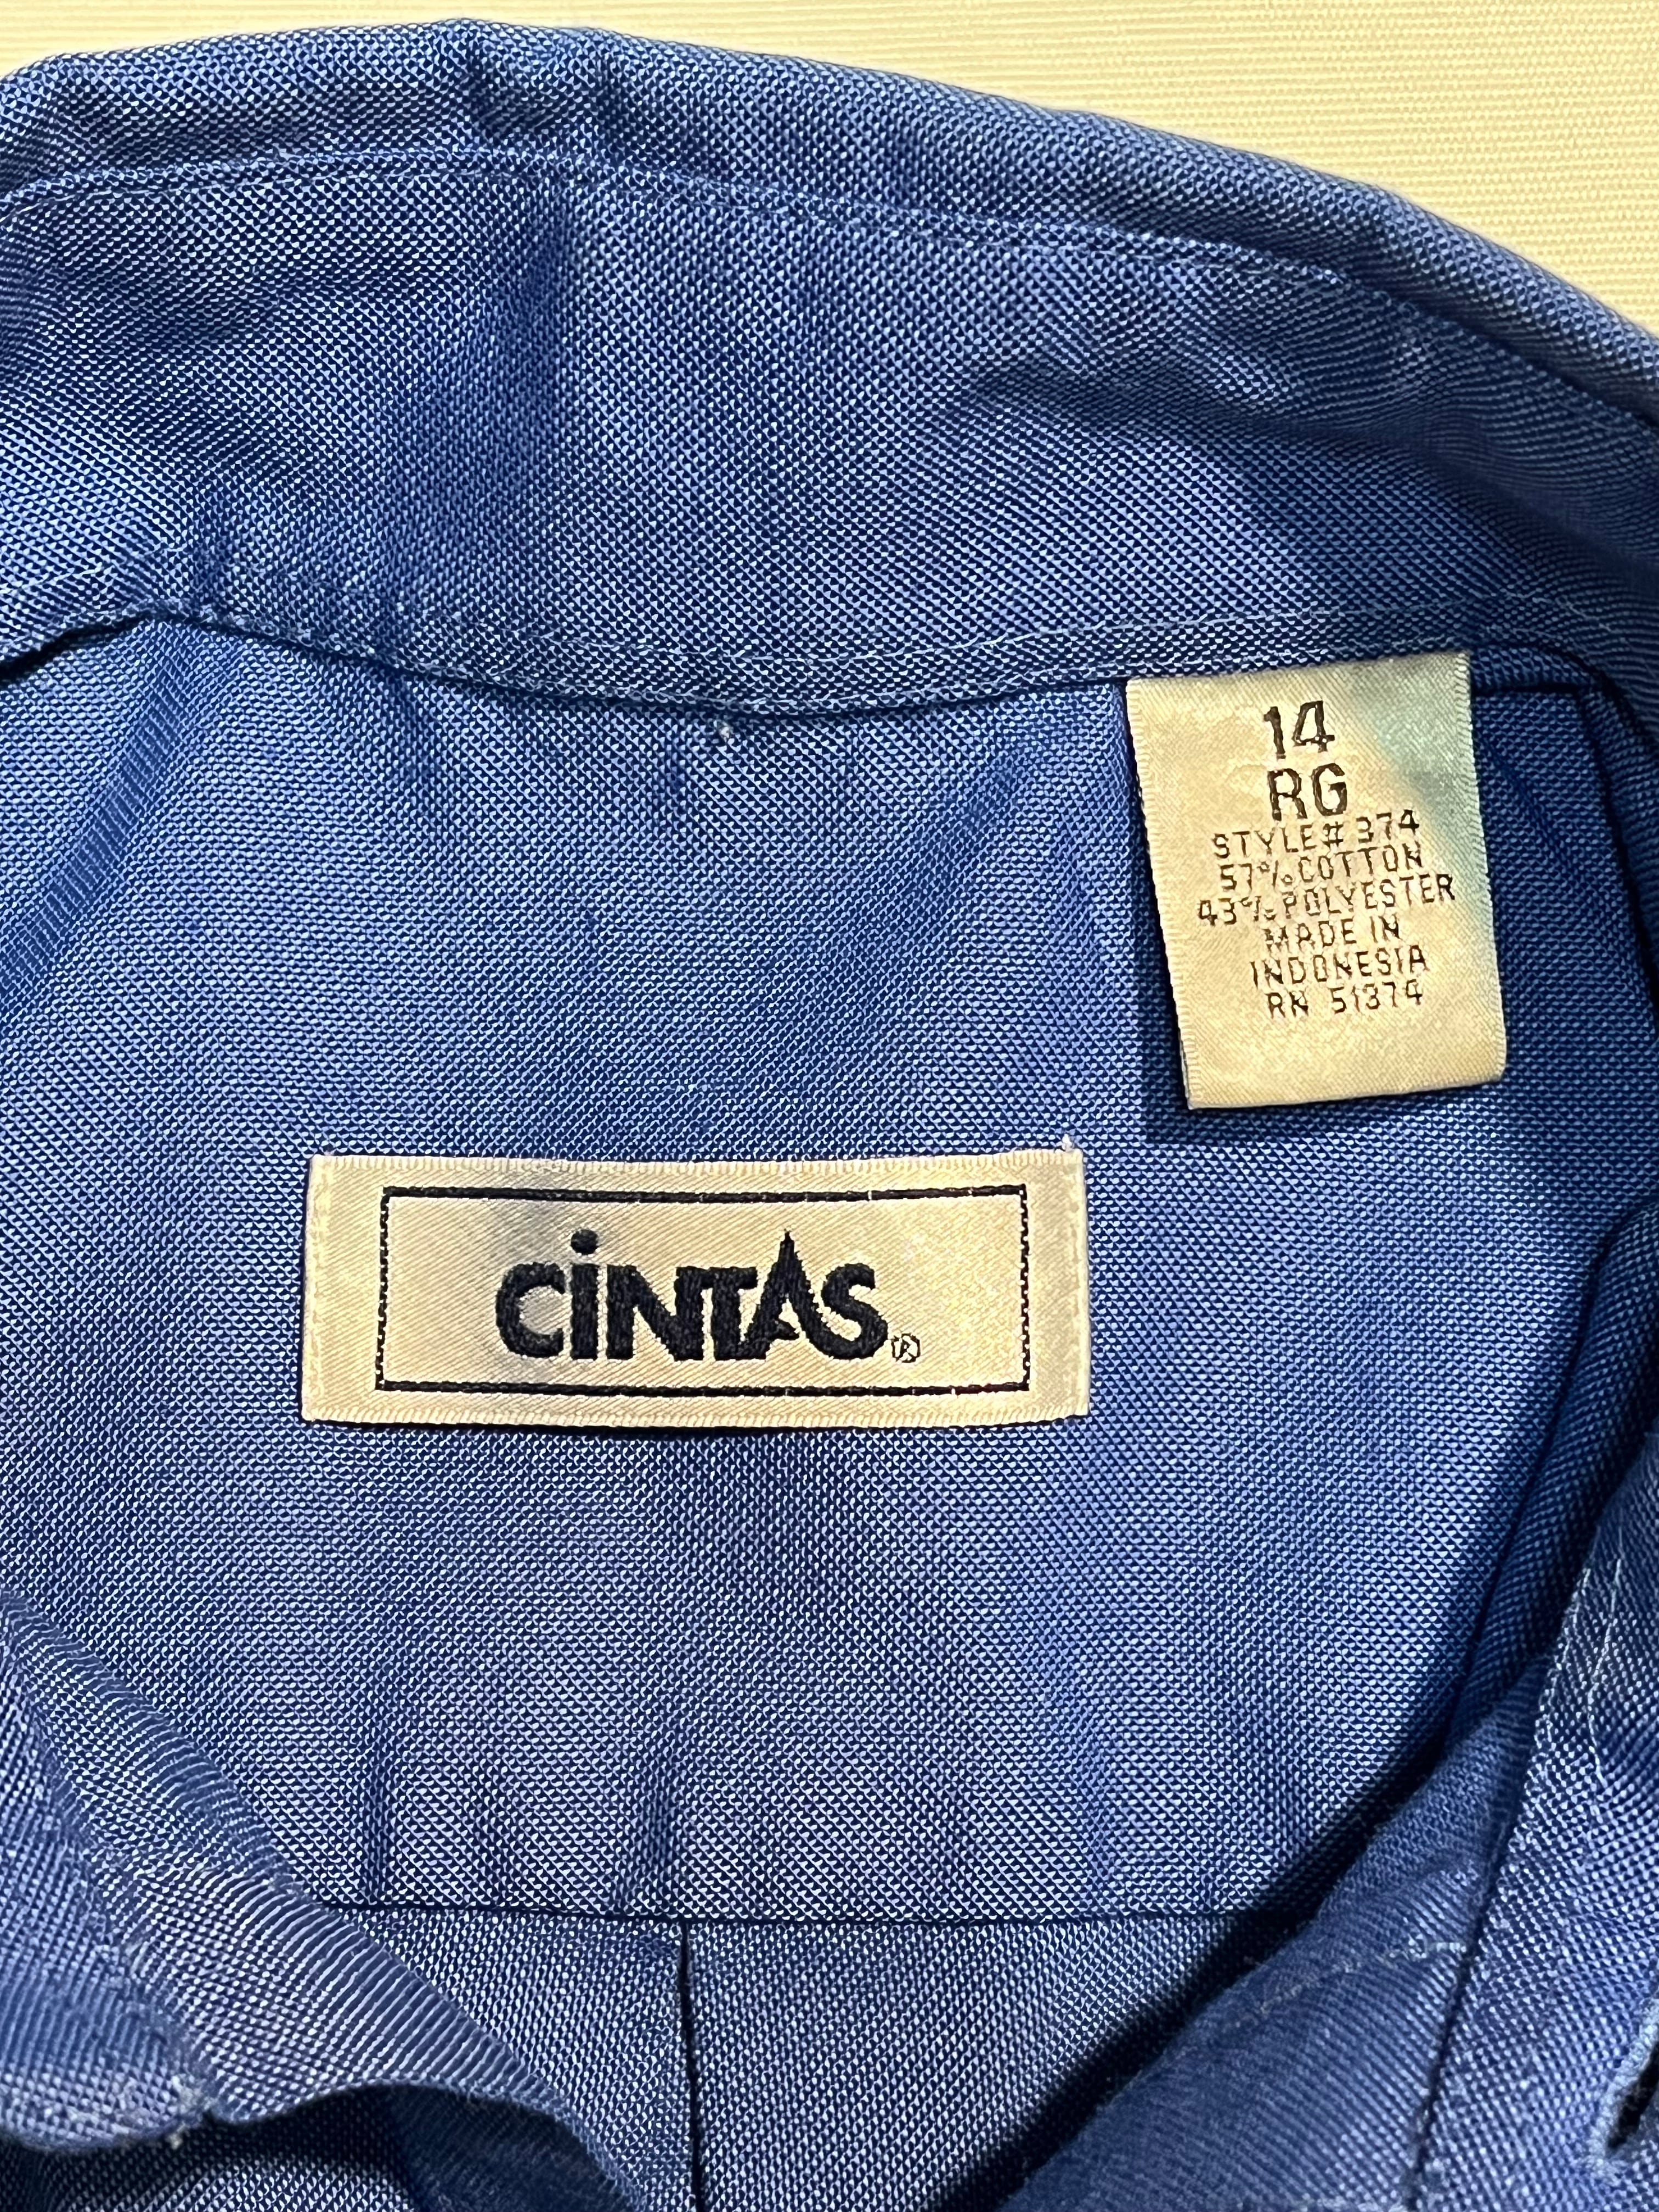 14
RG
STYLE# 374
57% COTTON
43% POLYESTER
MADE IN
INDONESIA
RN 51374
CiNTAS®